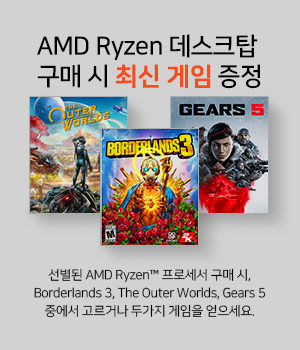 AMD Ryzen 데스크탑
구매 시 최신 게임 증정
THE OUTER WORLDS
BORDERLANDS 3
GEARS 5
2K
선별된 AMD Ryzen™ 프로세서 구매 시,
Borderlands 3, The Outer Worlds, Gears 5
중에서 고르거나 두가지 게임을 얻으세요.